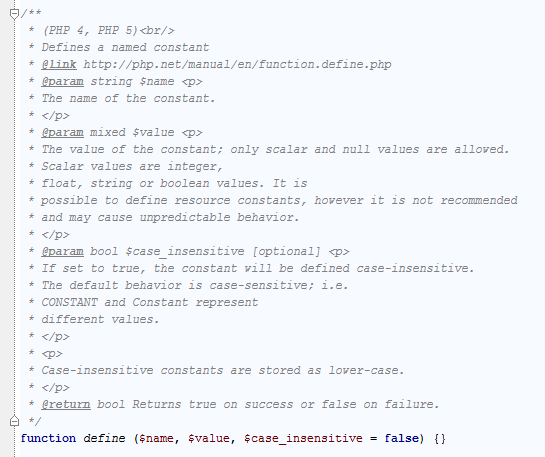 /**
 * (PHP 4, PHP 5)<br/>
 * Defines a named constant
 * @link http://php.net/manual/en/function.define.php
 * @param string $name <p>
 * The name of the constant.
 * </p>
 * @param mixed $value <p>
 * The value of the constant; only scalar and null values are allowed.
 * Scalar values are integer,
 * float, string or boolean values. It is
 * possible to define resource constants, however it is not recommended
 * and may cause unpredictable behavior.
 * </p>
 * @param bool $case_insensitive [optional] <p>
 * If set to true, the constant will be defined case-insensitive.
 * The default behavior is case-sensitive; i.e.
 * CONSTANT and Constant represent
 * different values.
 * </p>
 * <p>
 * Case-insensitive constants are stored as lower-case.
 * </p>
 * @return bool Returns true on success or false on failure.
 */
function define ($name, $value, $case_insensitive = false) {}